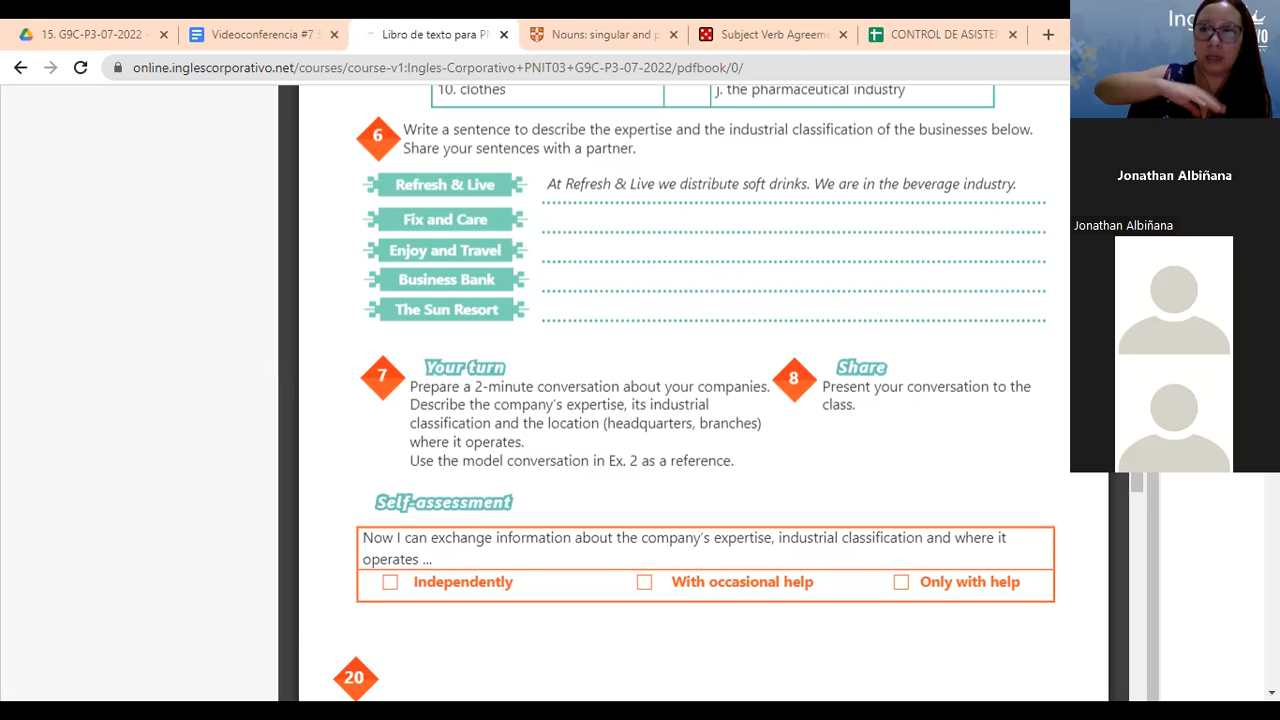 15. G9C-P3-07-2022
Videoconferencia #7 S
Libro de texto para PN
Nouns: singular and p
Subject Verb Agreeme
CONTROL DE ASISTEN
online.inglescorporativo.net/courses/course-v1:Ingles-Corporativo+PNIT03+G9C-P3-07-2022/pdfbook/0/
10. clothes
j. the pharmaceutical industry
6
Write a sentence to describe the expertise and the industrial classification of the businesses below.
Share your sentences with a partner.
Refresh & Live
At Refresh & Live we distribute soft drinks. We are in the beverage industry.
Fix and Care
Enjoy and Travel
Business Bank
The Sun Resort
7
Your turn
Prepare a 2-minute conversation about your companies.
Describe the company's expertise, its industrial
classification and the location (headquarters, branches)
where it operates.
Use the model conversation in Ex. 2 as a reference.
8
Share
Present your conversation to the
class.
Self-assessment
Now I can exchange information about the company's expertise, industrial classification and where it
operates ...
Independently
With occasional help
Only with help
20
Jonathan Albiñana
Jonathan Albiñana